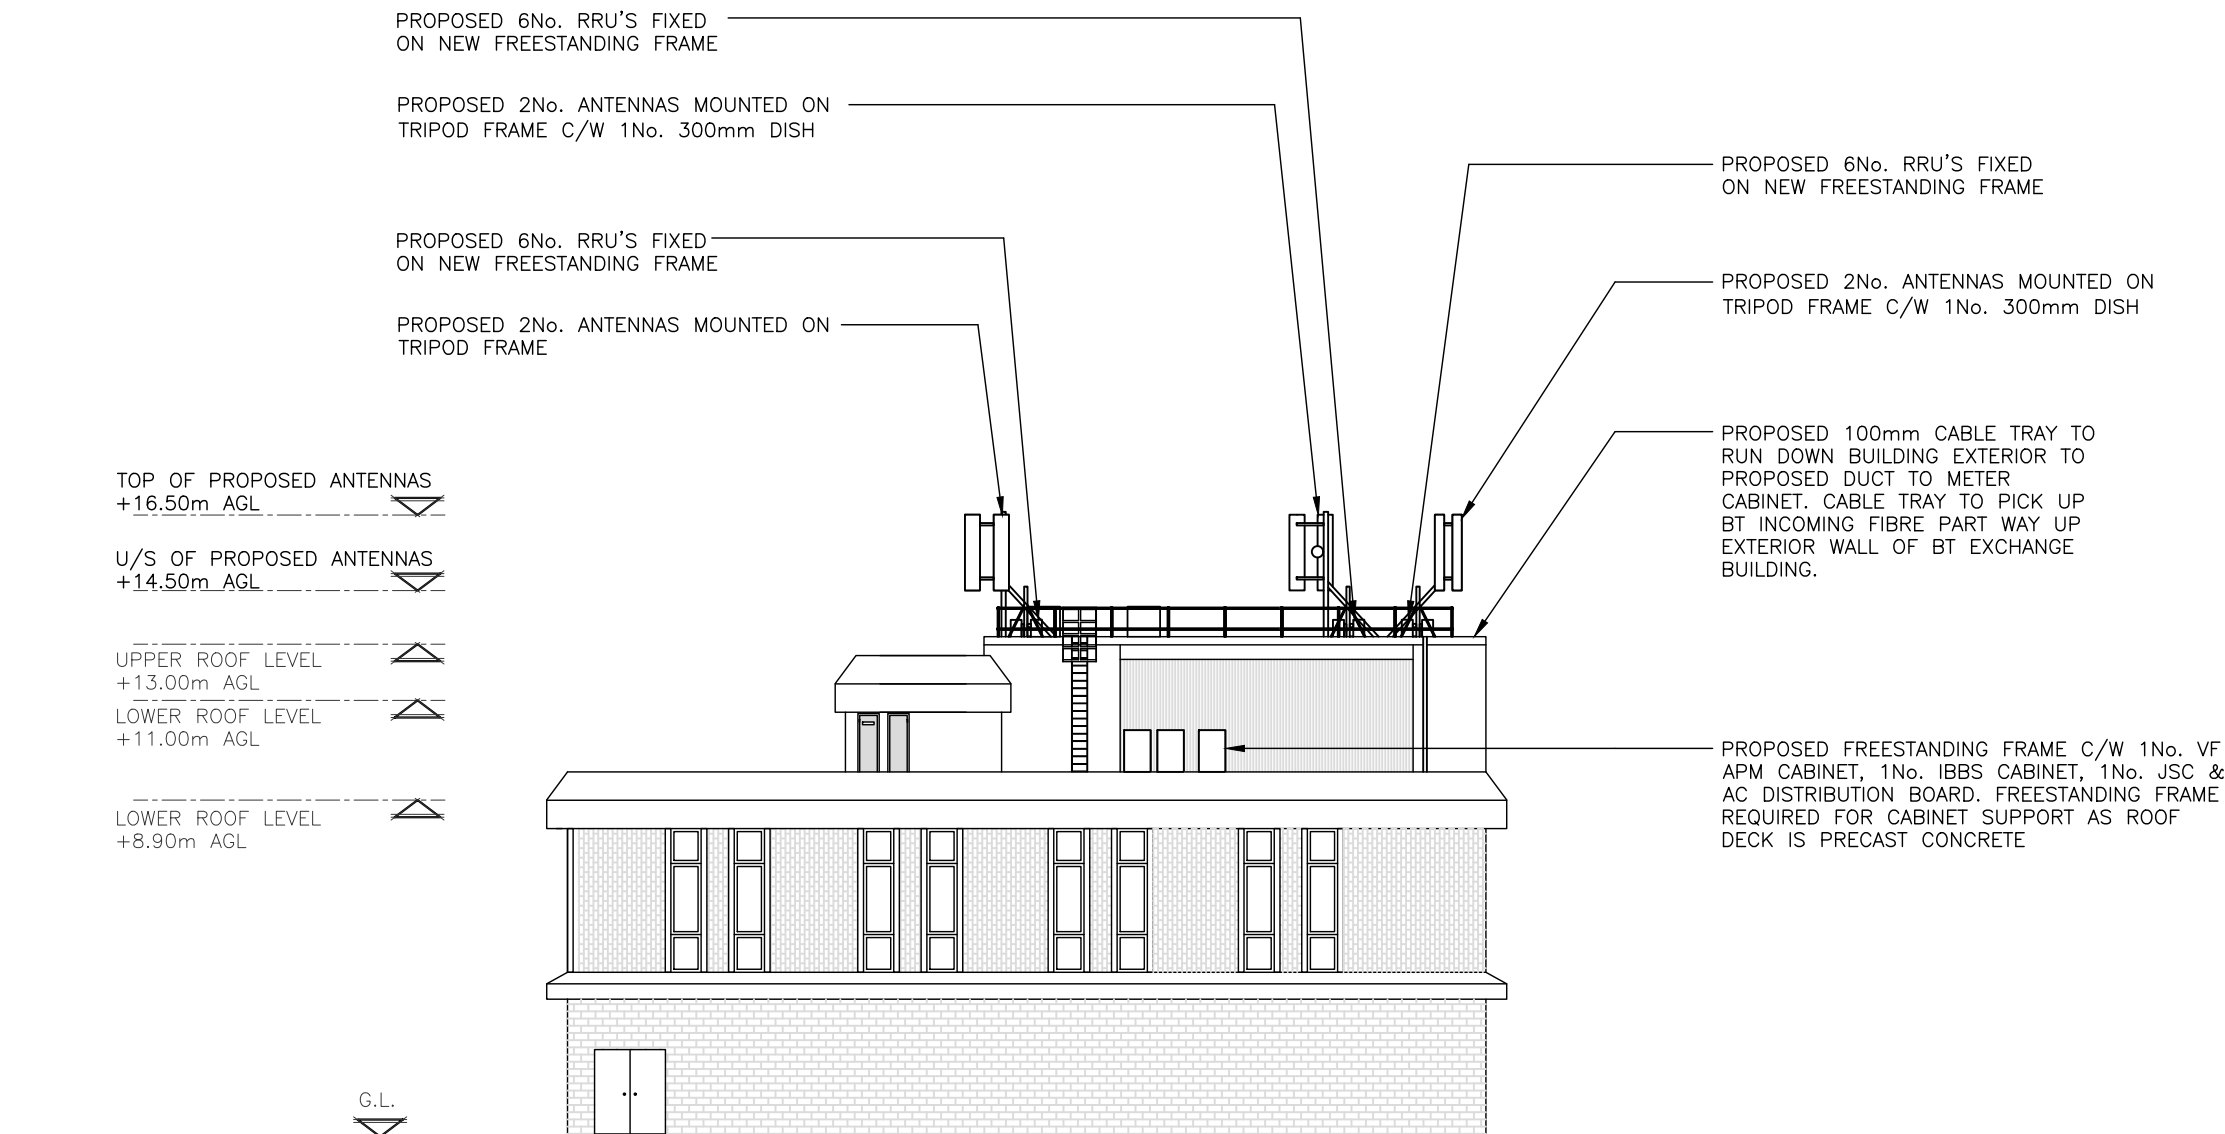 PROPOSED 6No. RRU'S FIXED
ON NEW FREESTANDING FRAME
PROPOSED 2No. ANTENNAS MOUNTED ON
TRIPOD FRAME C/W 1No. 300mm DISH
PROPOSED 6No. RRU'S FIXED
ON NEW FREESTANDING FRAME
PROPOSED 2No. ANTENNAS MOUNTED ON
TRIPOD FRAME
TOP OF PROPOSED ANTENNAS
+16.50m AGL
U/S OF PROPOSED ANTENNAS
+14.50m AGL
UPPER ROOF LEVEL
+13.00m AGL
LOWER ROOF LEVEL
+11.00m AGL
LOWER ROOF LEVEL
+8.90m AGL
G.L.
PROPOSED 6No. RRU'S FIXED
ON NEW FREESTANDING FRAME
PROPOSED 2No. ANTENNAS MOUNTED ON
TRIPOD FRAME C/W 1No. 300mm DISH
PROPOSED 100mm CABLE TRAY TO
RUN DOWN BUILDING EXTERIOR TO
PROPOSED DUCT TO METER
CABINET. CABLE TRAY TO PICK UP
BT INCOMING FIBRE PART WAY UP
EXTERIOR WALL OF BT EXCHANGE
BUILDING.
PROPOSED FREESTANDING FRAME C/W 1No. VF
APM CABINET, 1No. IBBS CABINET, 1No. JSC &
AC DISTRIBUTION BOARD. FREESTANDING FRAME
REQUIRED FOR CABINET SUPPORT AS ROOF
DECK IS PRECAST CONCRETE